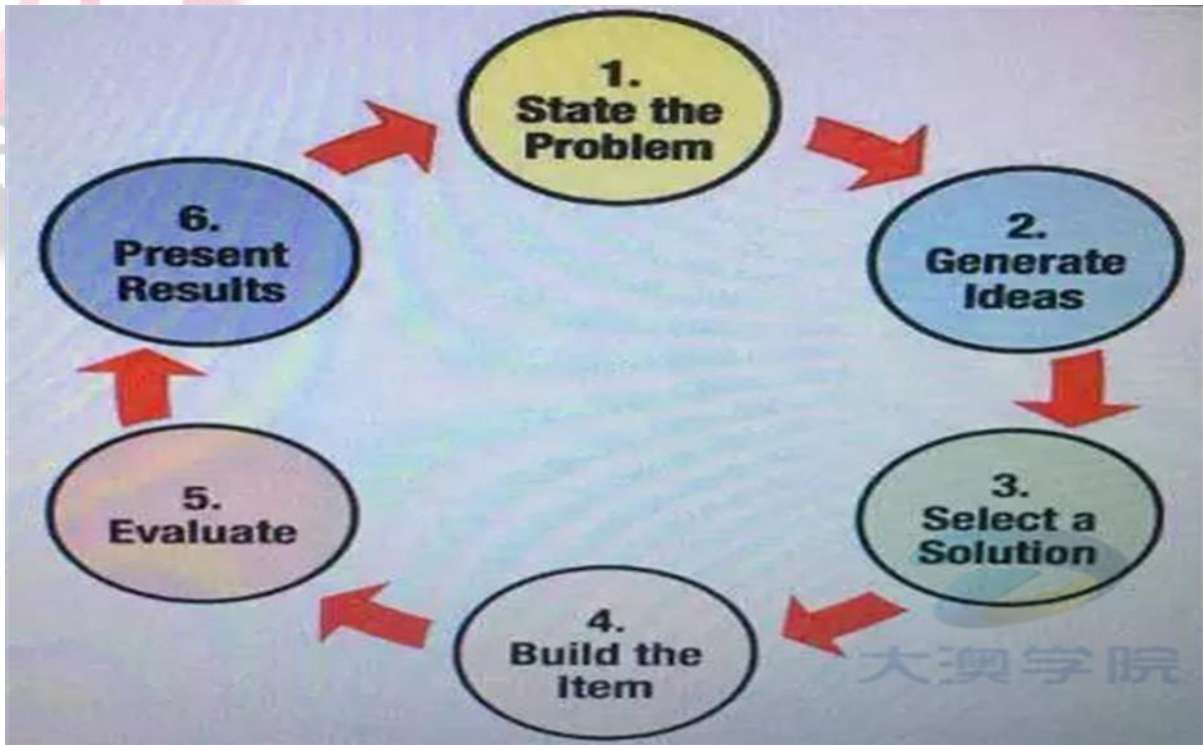 1.
State the
Problem
2.
Generate
Ideas
3.
Select a
Solution
4.
Build the
Item
5.
Evaluate
6.
Present
Results
大澳学院